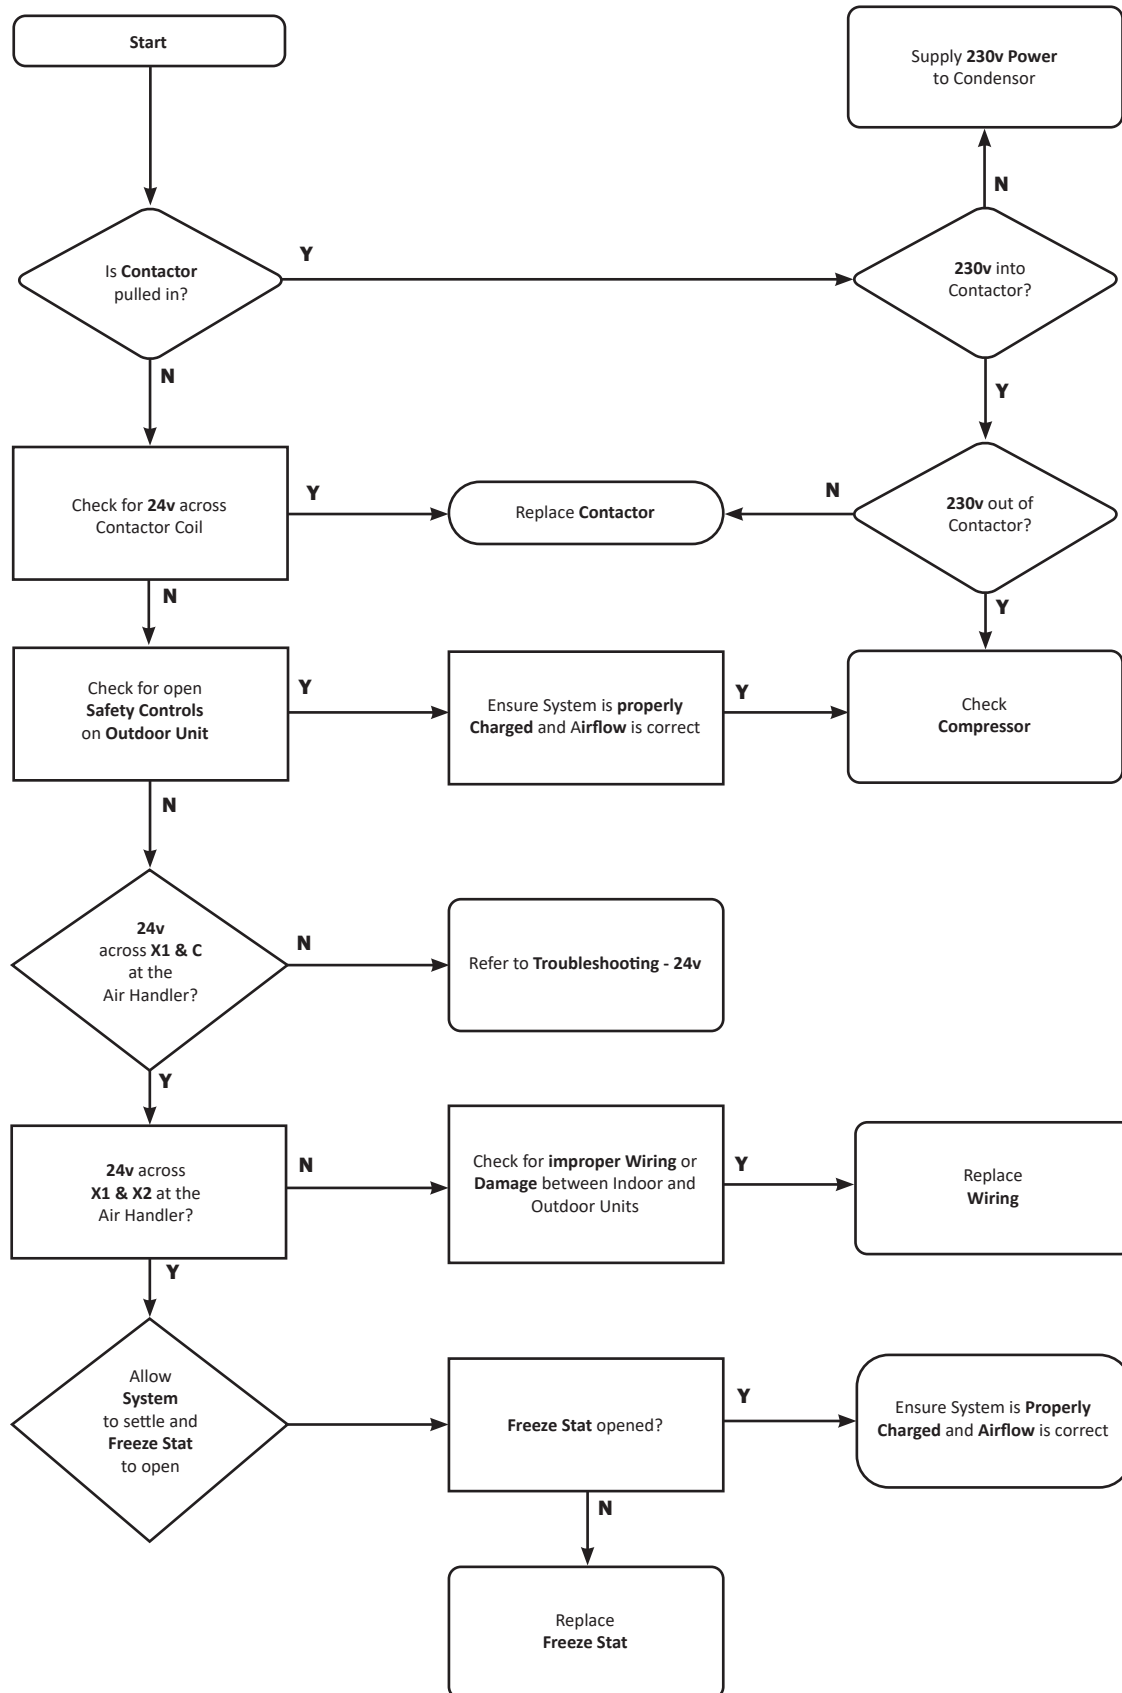 Start
Supply 230v Power
to Condensor
N
Is Contactor
pulled in?
Y
230v into
Contactor?
N
Y
Check for 24v across
Contactor Coil
Y
Replace Contactor
N
230v out of
Contactor?
N
Y
Check for open
Safety Controls
on Outdoor Unit
Y
Ensure System is properly
Charged and Airflow is correct
Y
Check
Compressor
N
24v
across X1 & C
at the
Air Handler?
N
Refer to Troubleshooting - 24v
Y
24v across
X1 & X2 at the
Air Handler?
N
Check for improper Wiring or
Damage between Indoor and
Outdoor Units
Y
Replace
Wiring
Y
Allow
System
to settle and
Freeze Stat
to open
Freeze Stat opened?
Y
Ensure System is Properly
Charged and Airflow is correct
N
Replace
Freeze Stat